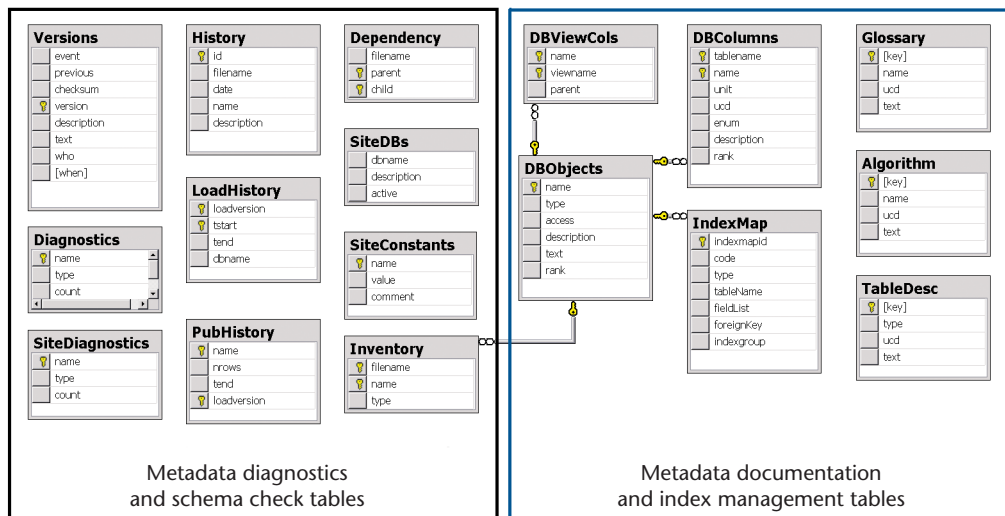 Versions
event
previous
checksum
version
description
text
who
[when]
Diagnostics
name
type
count
SiteDiagnostics
name
type
count
History
id
filename
date
name
description
LoadHistory
loadversion
tstart
tend
dbname
PubHistory
name
nrows
tend
loadversion
Dependency
filename
parent
child
SiteDBs
dbname
description
active
SiteConstants
name
value
comment
Inventory
filename
name
type
Metadata diagnostics
and schema check tables
DBViewCols
name
viewname
parent
DBObjects
name
type
access
description
text
rank
DBColumns
tablename
name
unit
ucd
enum
description
rank
IndexMap
indexmapid
code
type
tableName
fieldList
foreignKey
indexgroup
Glossary
[key]
name
ucd
text
Algorithm
[key]
name
ucd
text
TableDesc
[key]
type
ucd
text
Metadata documentation
and index management tables